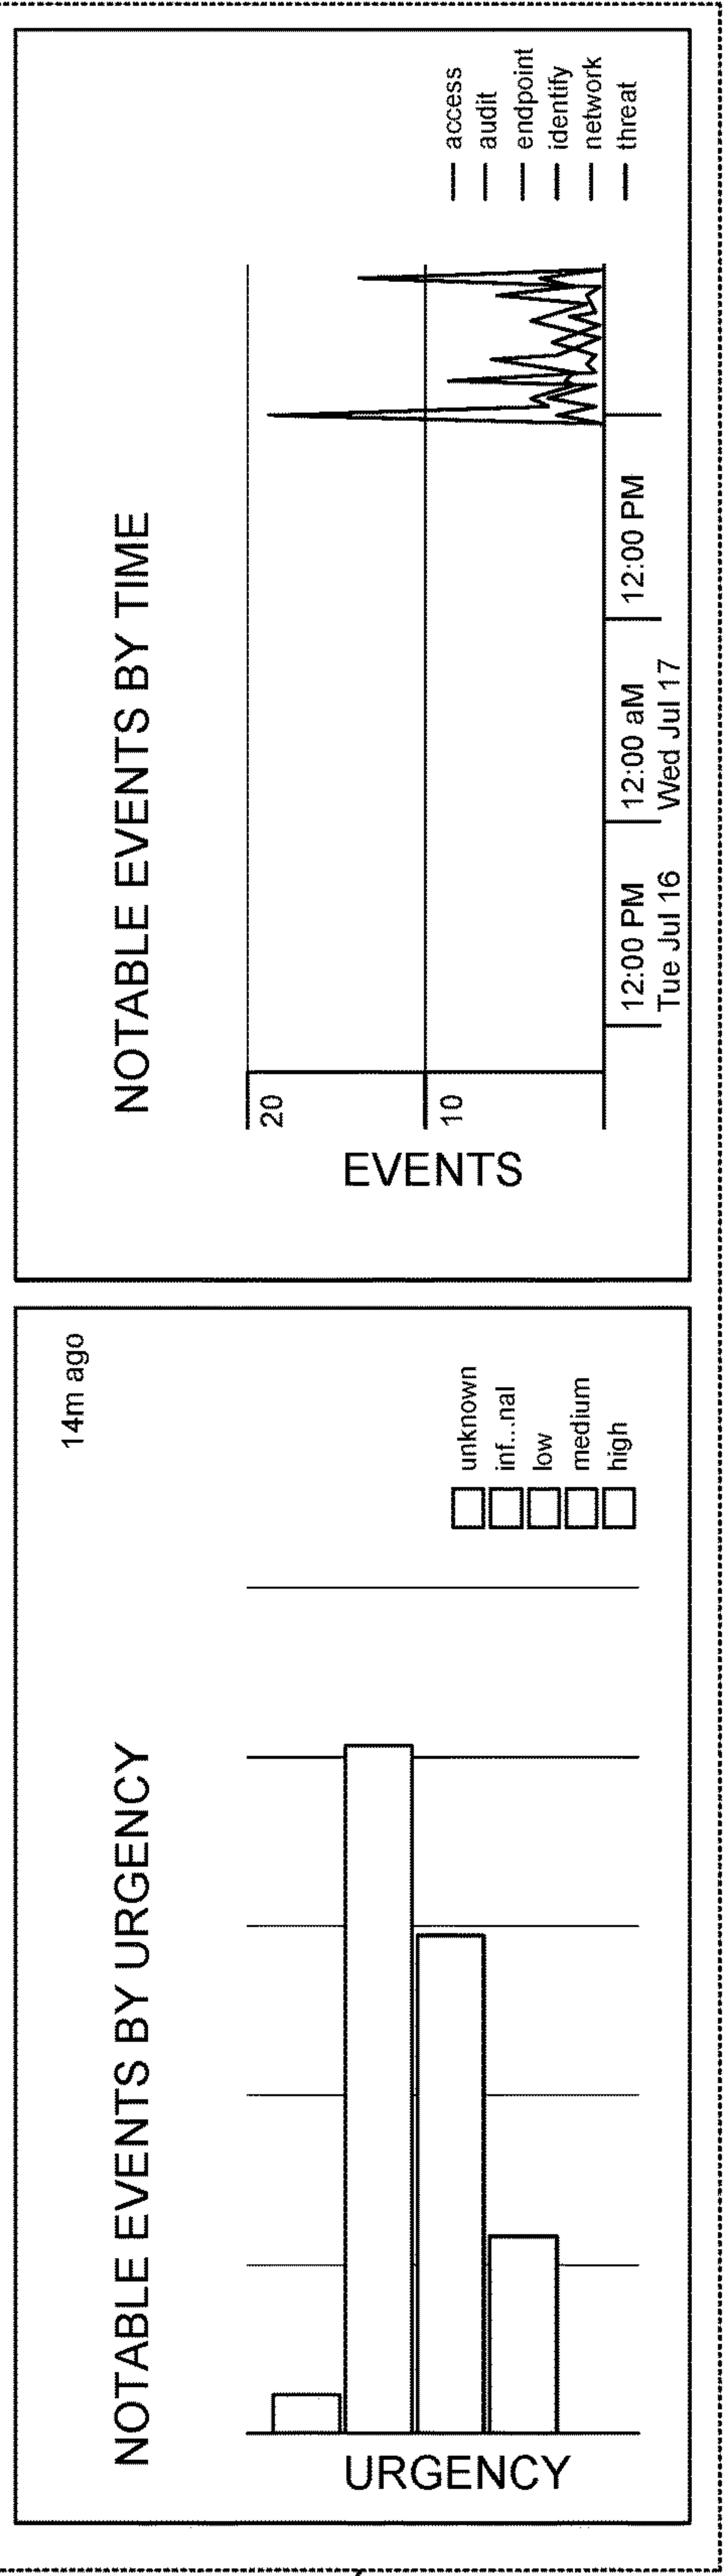 NOTABLE EVENTS BY URGENCY
14m ago
URGENCY
unknown
inf...nal
low
medium
high
NOTABLE EVENTS BY TIME
EVENTS
20
10
12:00 PM
Tue Jul 16
12:00 aM
Wed Jul 17
12:00 PM
access
audit
endpoint
identify
network
threat